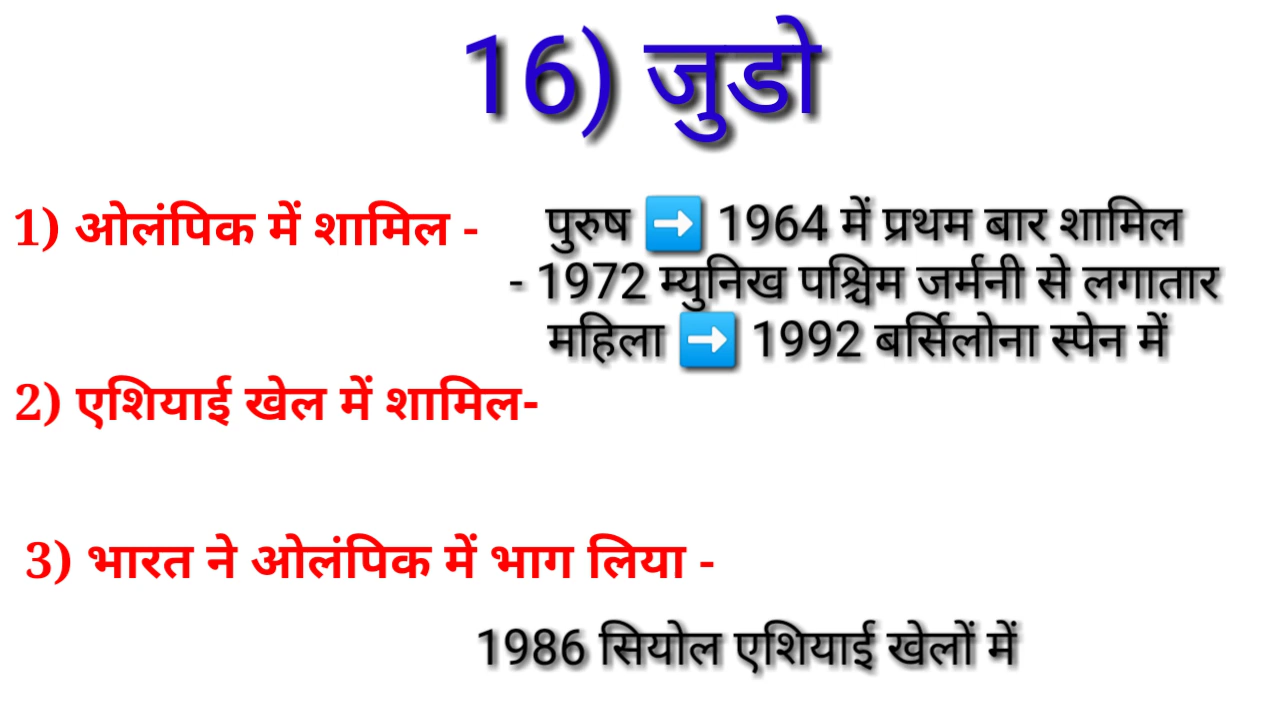 16) जुडो
1) ओलंपिक में शामिल - पुरुष ➡️ 1964 में प्रथम बार शामिल
- 1972 म्युनिख पश्चिम जर्मनी से लगातार
महिला ➡️ 1992 बर्सिलोना स्पेन में
2) एशियाई खेल में शामिल-
3) भारत ने ओलंपिक में भाग लिया -
1986 सियोल एशियाई खेलों में